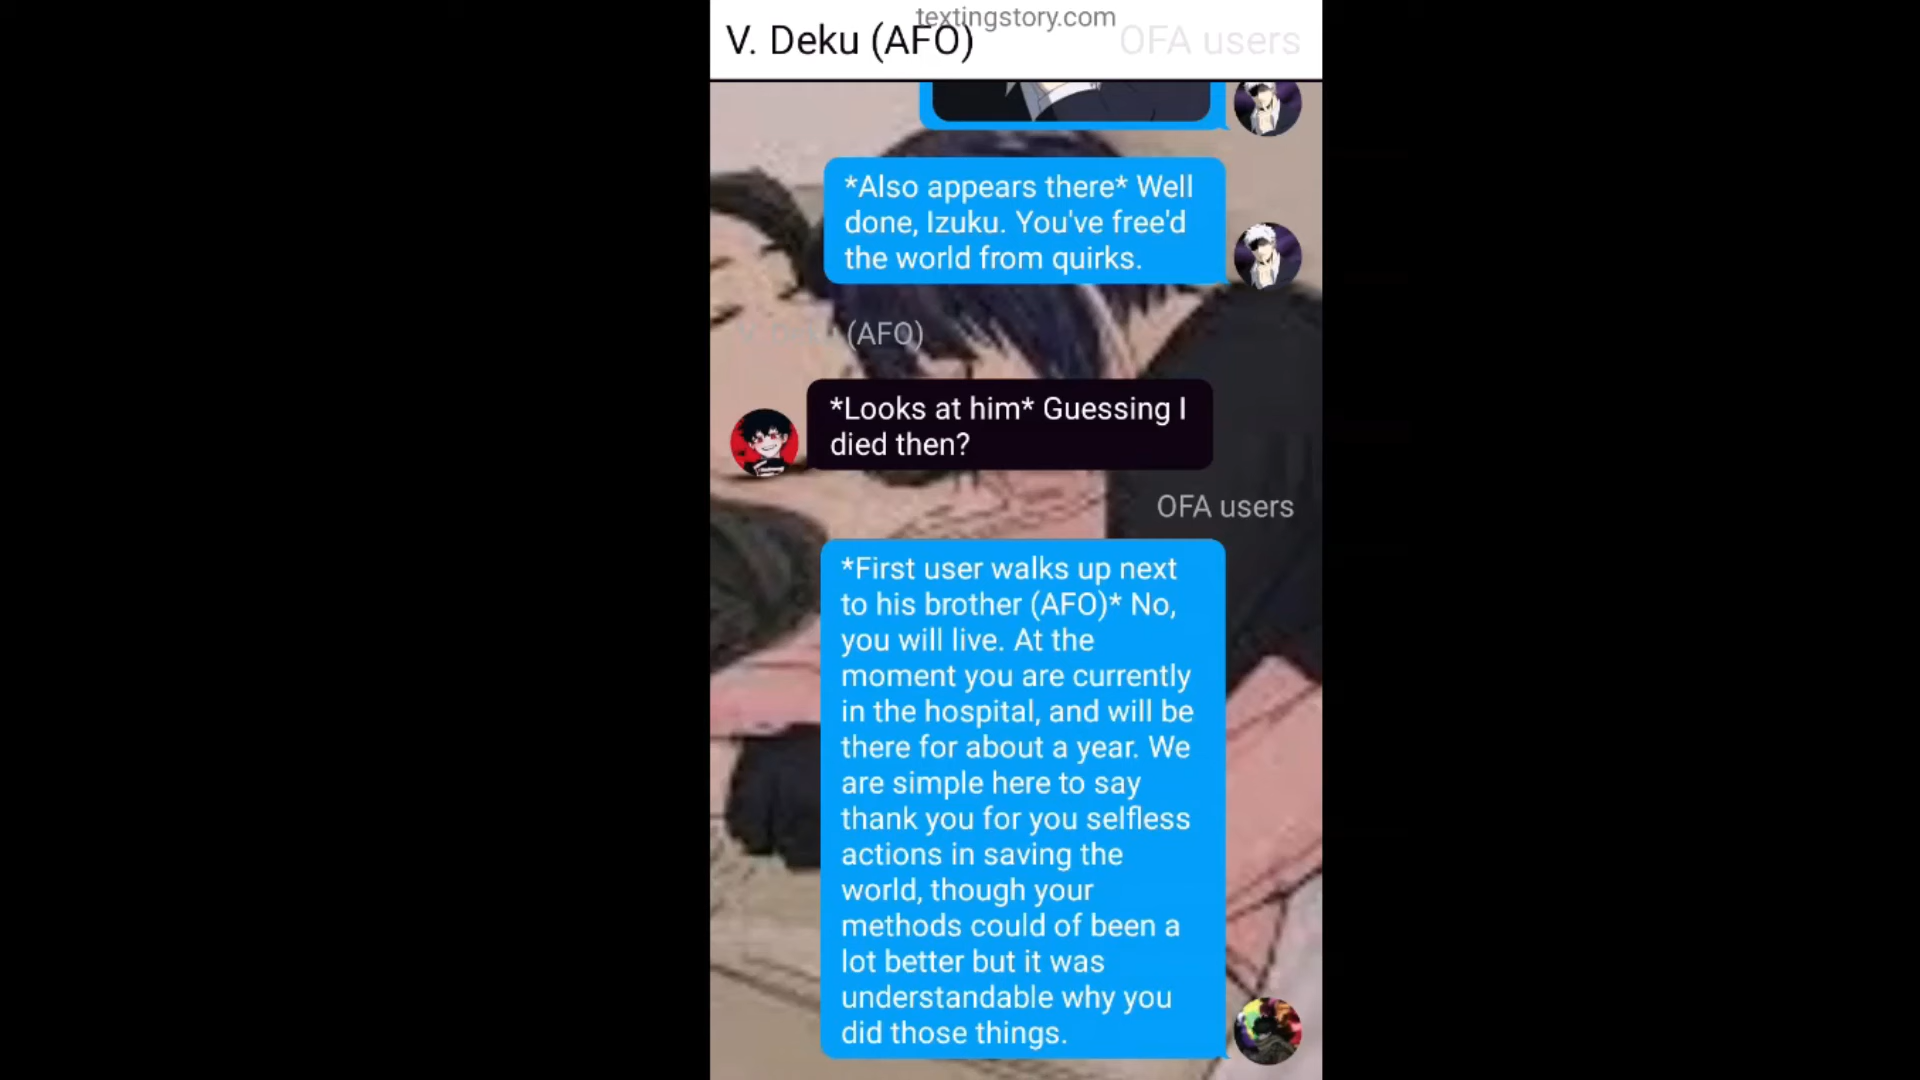 textingstory.com
V. Deku (AFO)
OFA users
*Also appears there* Well
done, Izuku. You've free'd
the world from quirks.
V. Deku (AFO)
*Looks at him* Guessing I
died then?
OFA users
*First user walks up next
to his brother (AFO)* No,
you will live. At the
moment you are currently
in the hospital, and will be
there for about a year. We
are simple here to say
thank you for you selfless
actions in saving the
world, though your
methods could of been a
lot better but it was
understandable why you
did those things.